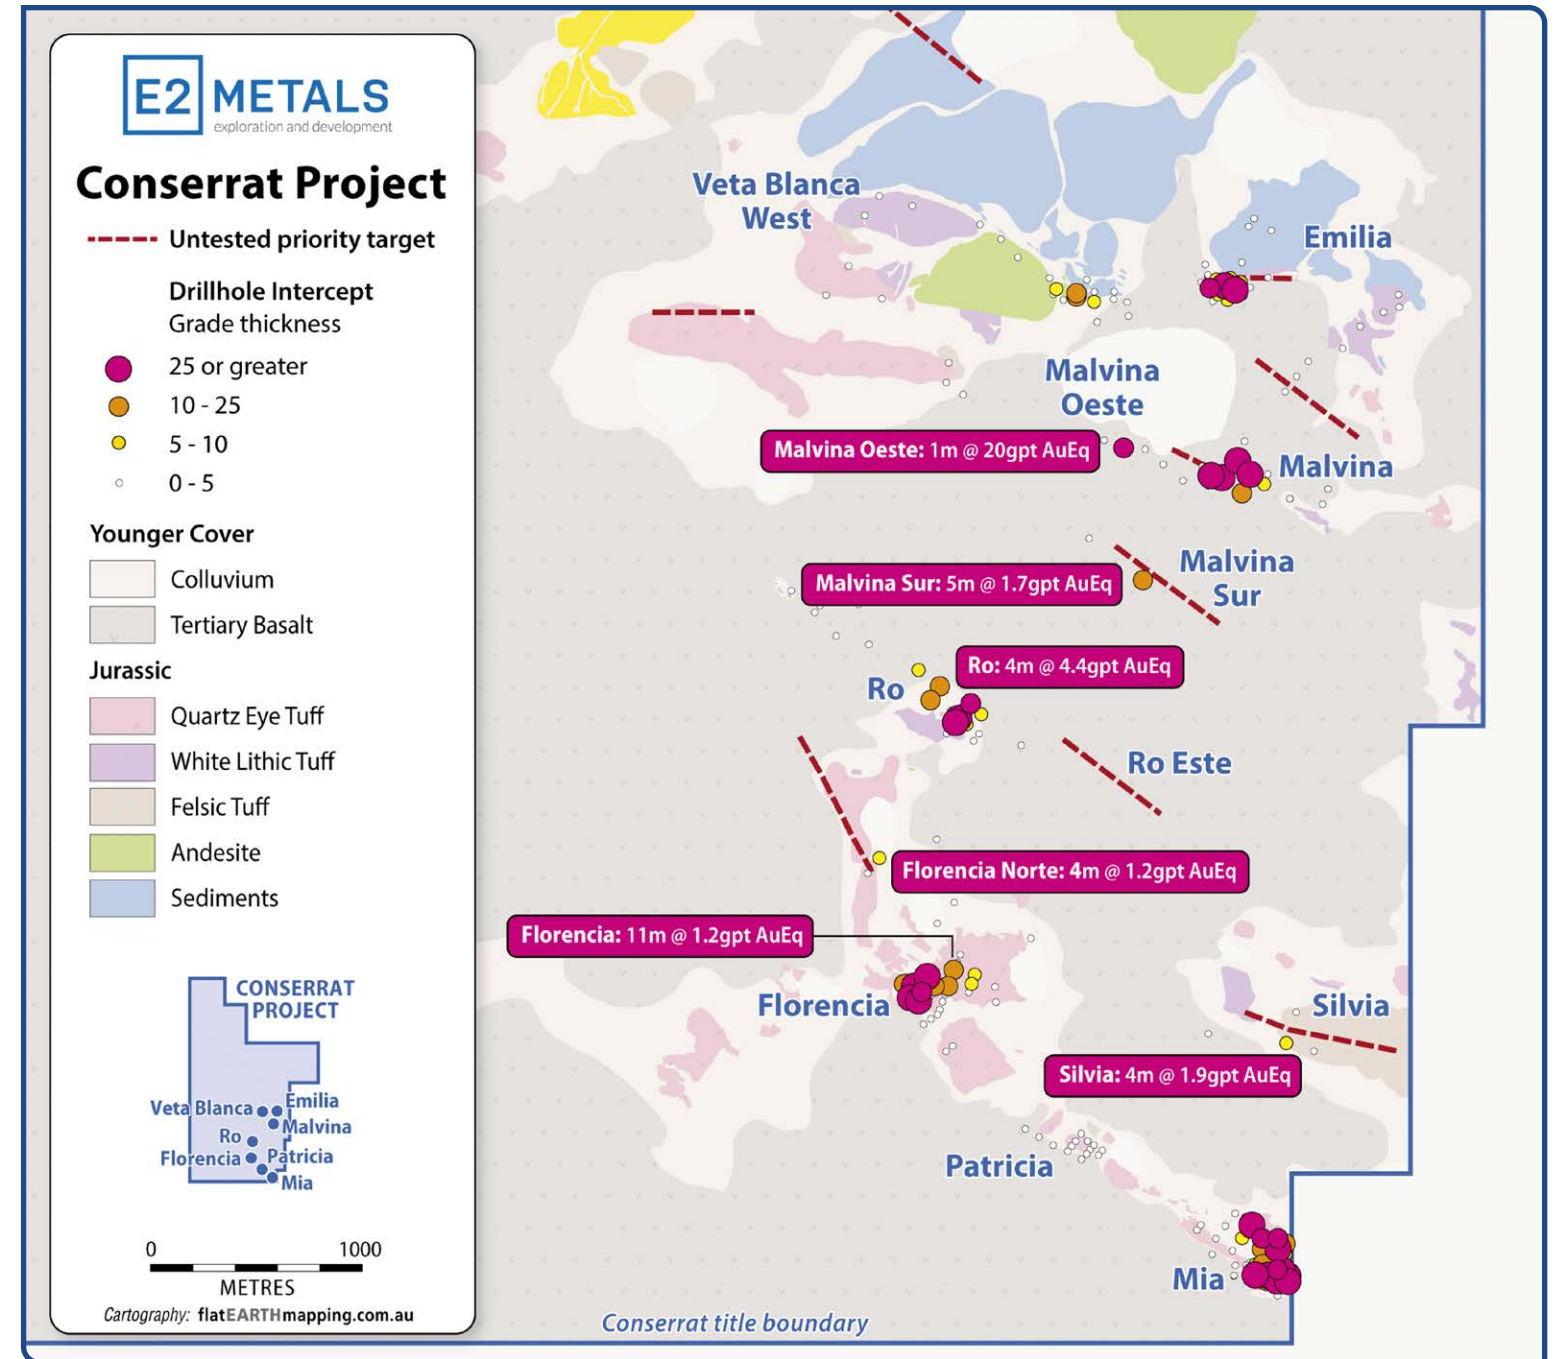 E2 METALS
exploration and development
Conserrat Project
Untested priority target
Drillhole Intercept
Grade thickness
25 or greater
10 - 25
5 - 10
0 - 5
Younger Cover
Colluvium
Tertiary Basalt
Jurassic
Quartz Eye Tuff
White Lithic Tuff
Felsic Tuff
Andesite
Sediments
CONSERRAT
PROJECT
Veta Blanca
Emilia
Malvina
Ro
Florencia
Patricia
Mia
0 1000
METRES
Cartography: flatEARTHmapping.com.au
Veta Blanca
West
Emilia
Malvina
Oeste
Malvina Oeste: 1m @ 20gpt AuEq
Malvina
Malvina
Sur
Malvina Sur: 5m @ 1.7gpt AuEq
Ro: 4m @ 4.4gpt AuEq
Ro
Ro Este
Florencia Norte: 4m @ 1.2gpt AuEq
Florencia: 11m @ 1.2gpt AuEq
Florencia
Silvia
Silvia: 4m @ 1.9gpt AuEq
Patricia
Mia
Conserrat title boundary